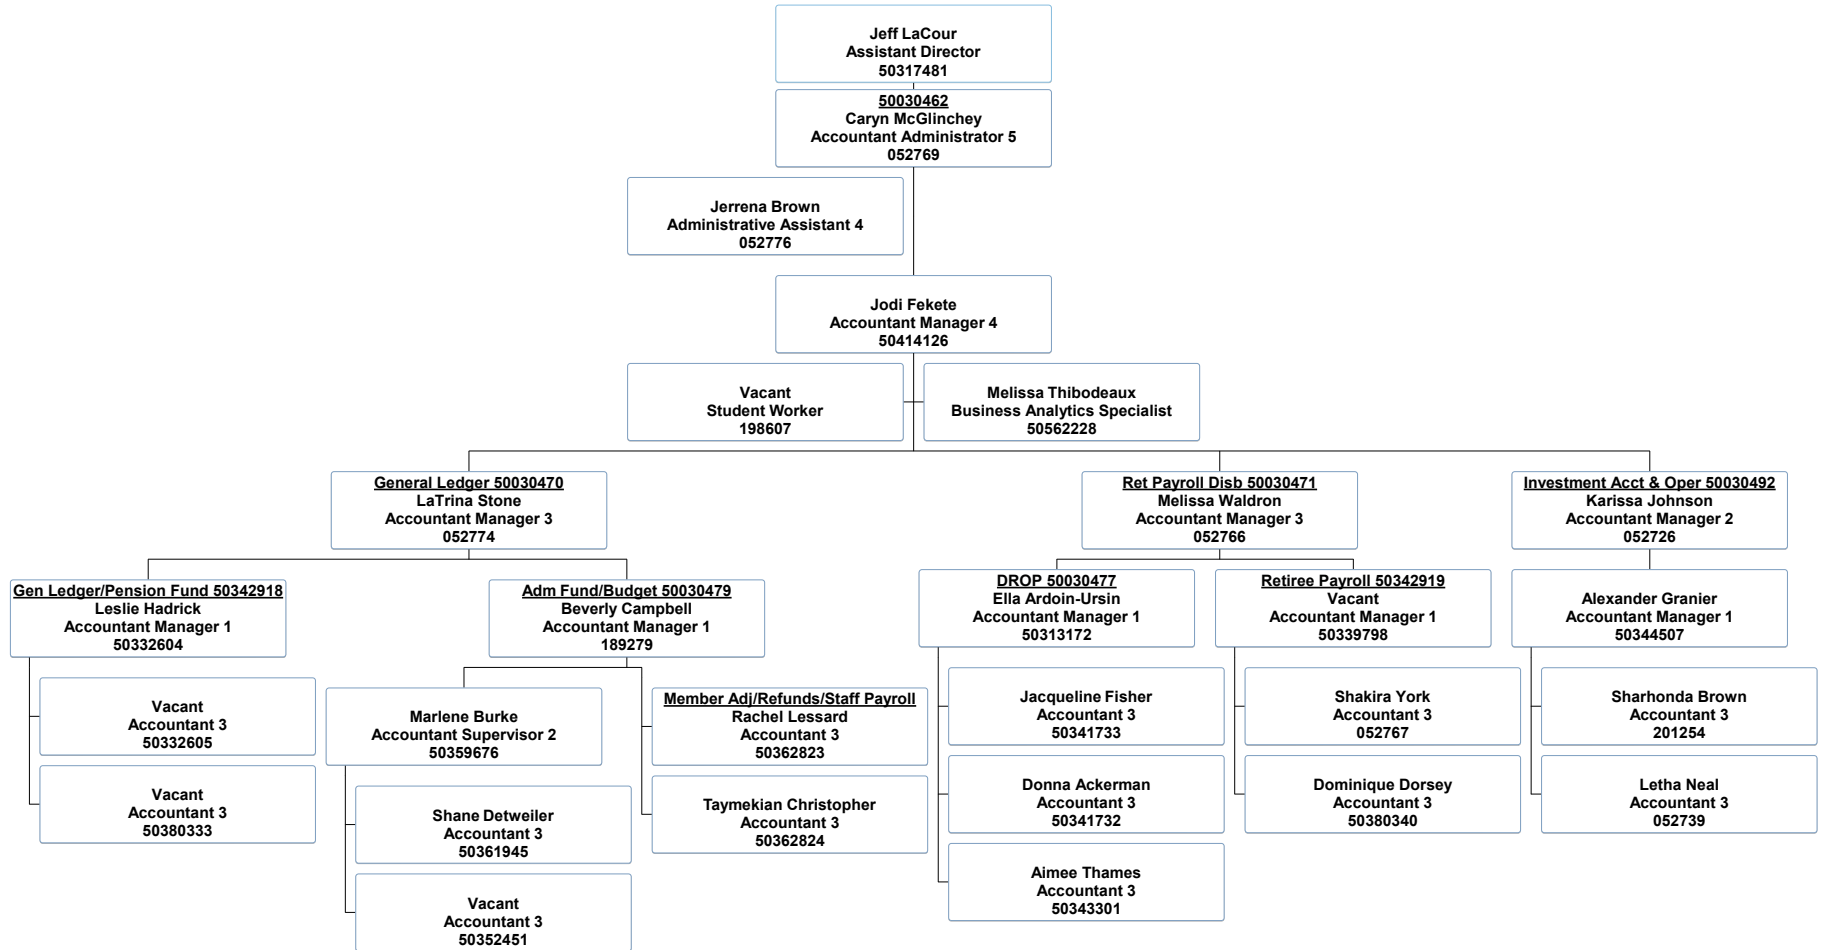 Jeff LaCour
Assistant Director
50317481
50030462
Caryn McGlinchey
Accountant Administrator 5
052769
Jerrena Brown
Administrative Assistant 4
052776
Jodi Fekete
Accountant Manager 4
50414126
Vacant
Student Worker
198607
Melissa Thibodeaux
Business Analytics Specialist
50562228
General Ledger 50030470
LaTrina Stone
Accountant Manager 3
052774
Ret Payroll Disb 50030471
Melissa Waldron
Accountant Manager 3
052766
Investment Acct & Oper 50030492
Karissa Johnson
Accountant Manager 2
052726
Gen Ledger/Pension Fund 50342918
Leslie Hadrick
Accountant Manager 1
50332604
Adm Fund/Budget 50030479
Beverly Campbell
Accountant Manager 1
189279
DROP 50030477
Ella Ardoin-Ursin
Accountant Manager 1
50313172
Retiree Payroll 50342919
Vacant
Accountant Manager 1
50339798
Alexander Granier
Accountant Manager 1
50344507
Vacant
Accountant 3
50332605
Vacant
Accountant 3
50380333
Marlene Burke
Accountant Supervisor 2
50359676
Shane Detweiler
Accountant 3
50361945
Vacant
Accountant 3
50352451
Member Adj/Refunds/Staff Payroll
Rachel Lessard
Accountant 3
50362823
Taymekian Christopher
Accountant 3
50362824
Jacqueline Fisher
Accountant 3
50341733
Donna Ackerman
Accountant 3
50341732
Aimee Thames
Accountant 3
50343301
Shakira York
Accountant 3
052767
Dominique Dorsey
Accountant 3
50380340
Sharhonda Brown
Accountant 3
201254
Letha Neal
Accountant 3
052739